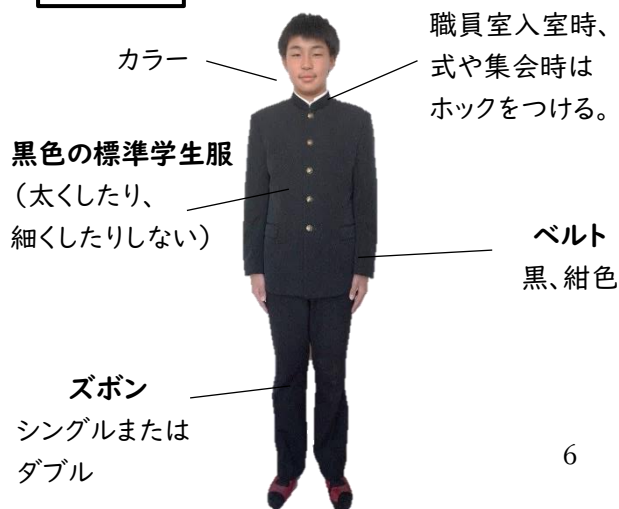 カラー
職員室入室時、
式や集会時は
ホックをつける。
黒色の標準学生服
（太くしたり、
細くしたりしない）
ベルト
黒、紺色
ズボン
シングルまたは
ダブル
6